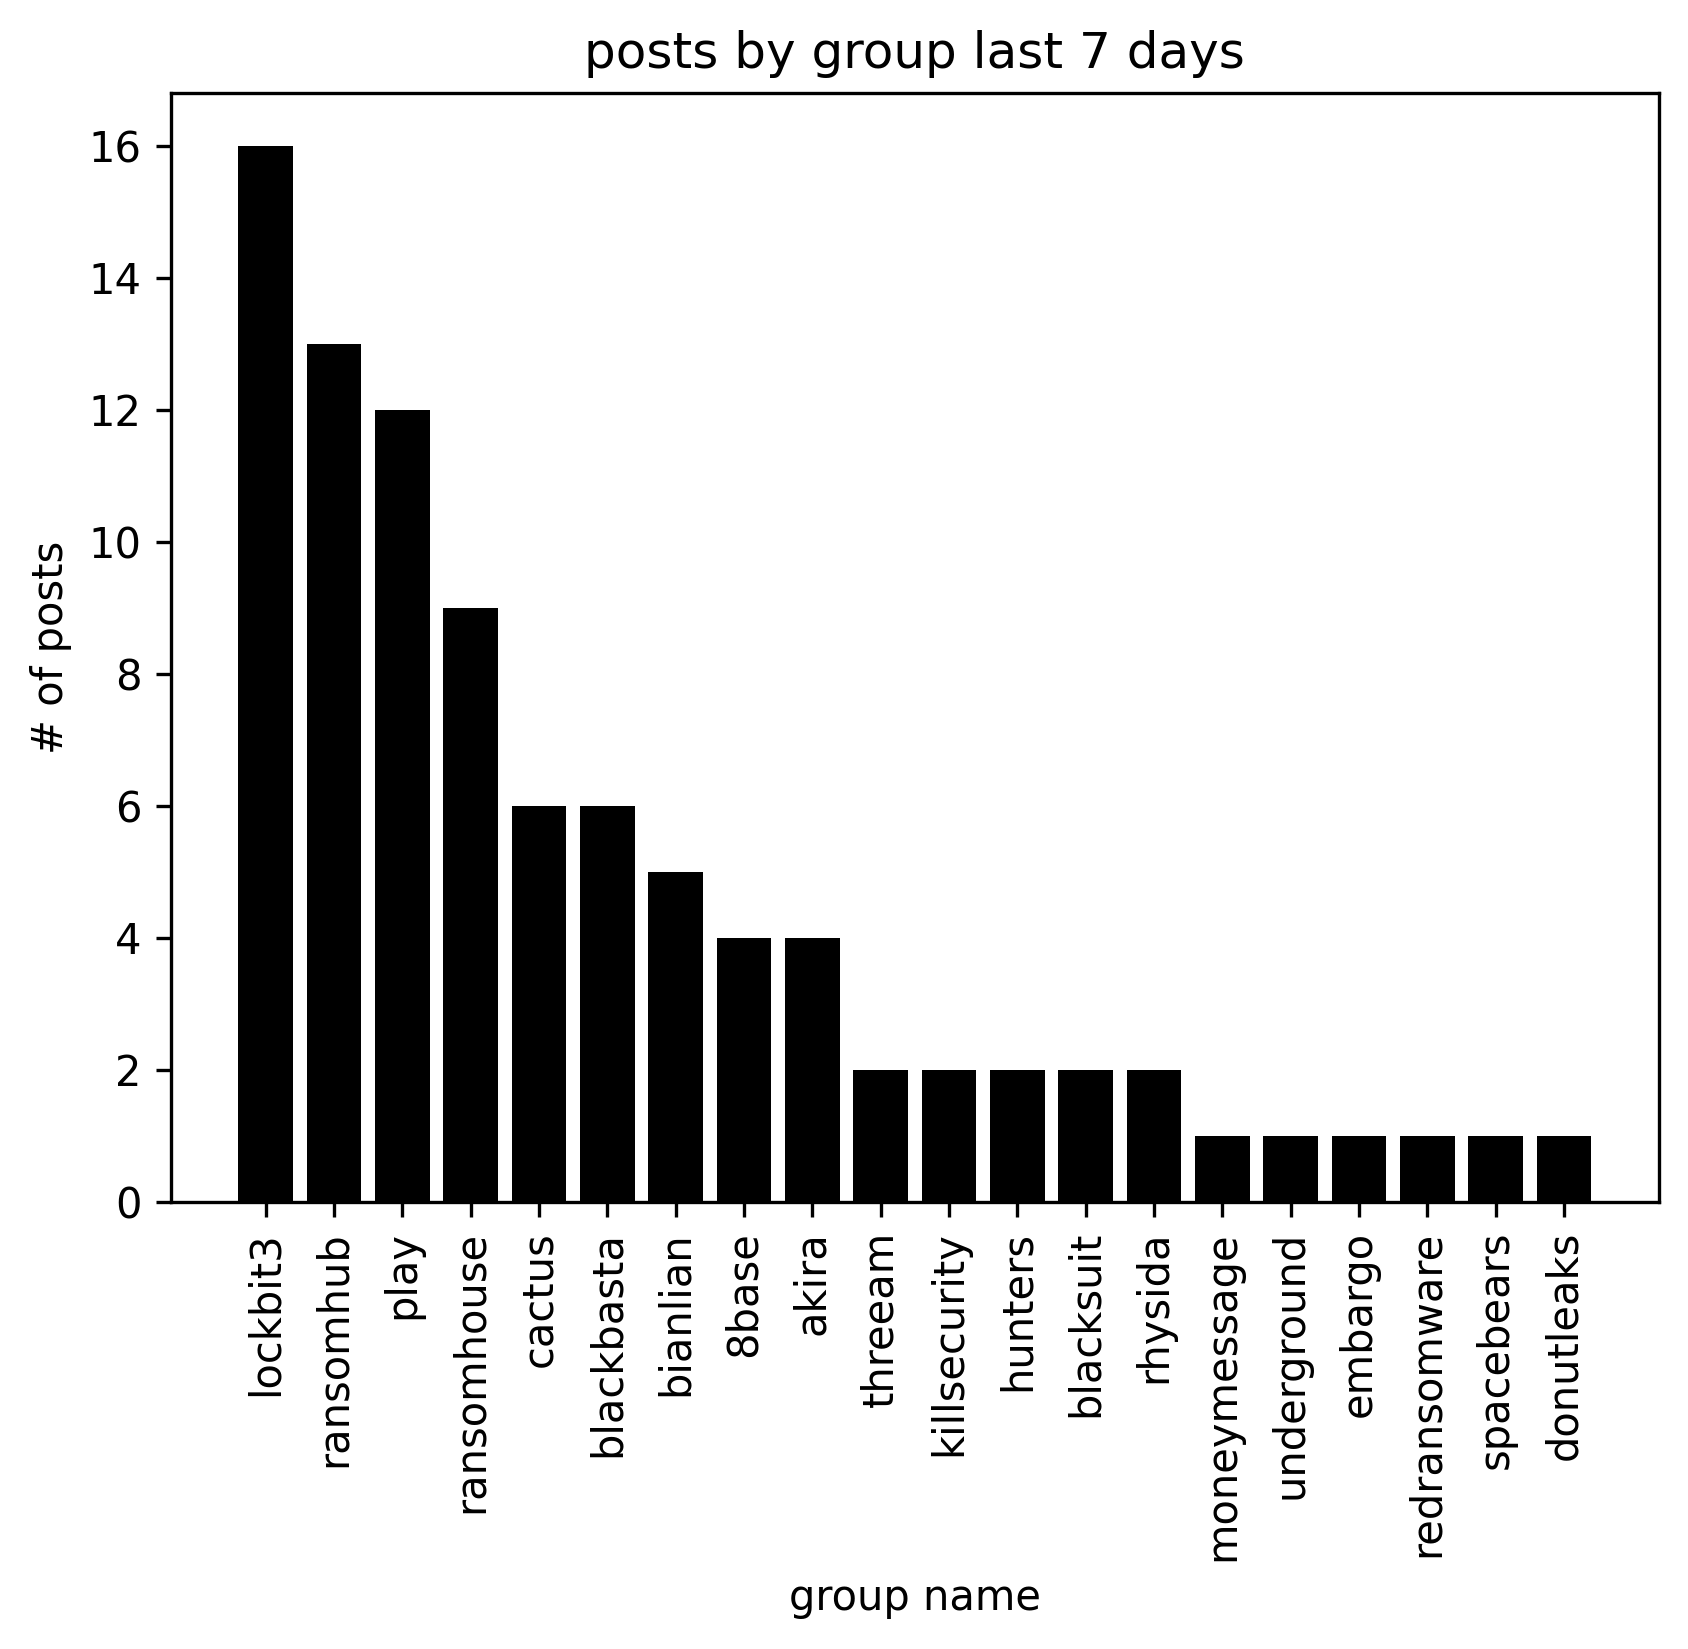 posts by group last 7 days
16
14
12
10
8
6
4
2
0
# of posts
lockbit3
ransomhub
play
ransomhouse
cactus
blackbasta
bianlian
8base
akira
threeam
killsecurity
hunters
blacksuit
rhysida
moneymessage
underground
embargo
redransomware
spacebears
donutleaks
group name